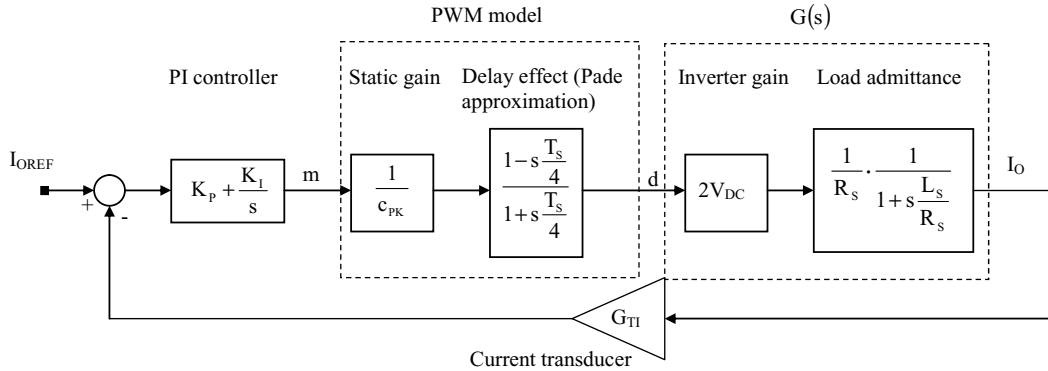 PWM model
G(s)
PI controller
Static gain
Delay effect (Pade approximation)
Inverter gain
Load admittance
I_OREF
+
-
K_P + K_I/s
m
1/c_PK
(1 - s T_S/4)/(1 + s T_S/4)
d
2V_DC
1/R_S · 1/(1 + s L_S/R_S)
I_O
G_TI
Current transducer